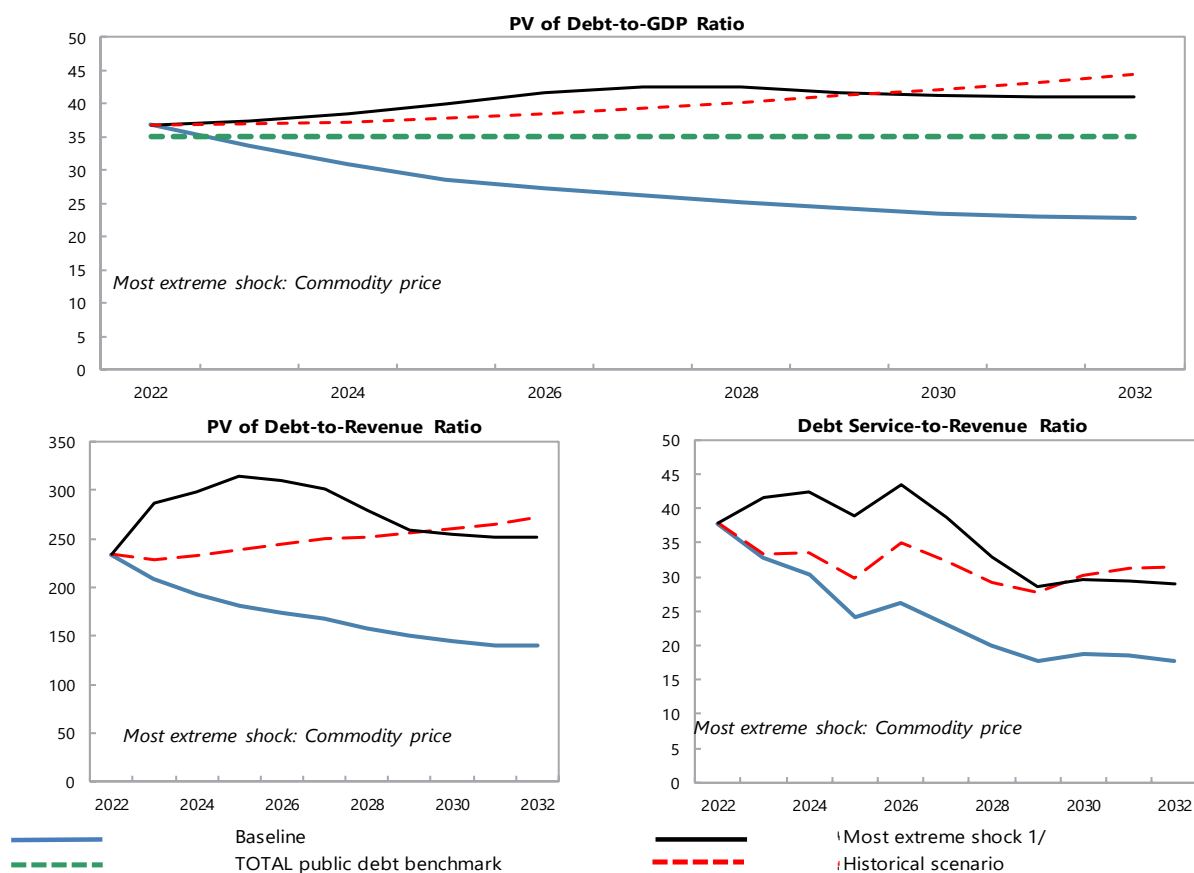 PV of Debt-to-GDP Ratio
50
45
40
35
30
25
20
15
10
5
0
Most extreme shock: Commodity price
2022 2024 2026 2028 2030 2032
PV of Debt-to-Revenue Ratio
350
300
250
200
150
100
50
0
Most extreme shock: Commodity price
2022 2024 2026 2028 2030 2032
Debt Service-to-Revenue Ratio
50
45
40
35
30
25
20
15
10
5
0
Most extreme shock: Commodity price
2022 2024 2026 2028 2030 2032
Baseline
Most extreme shock 1/
TOTAL public debt benchmark
Historical scenario